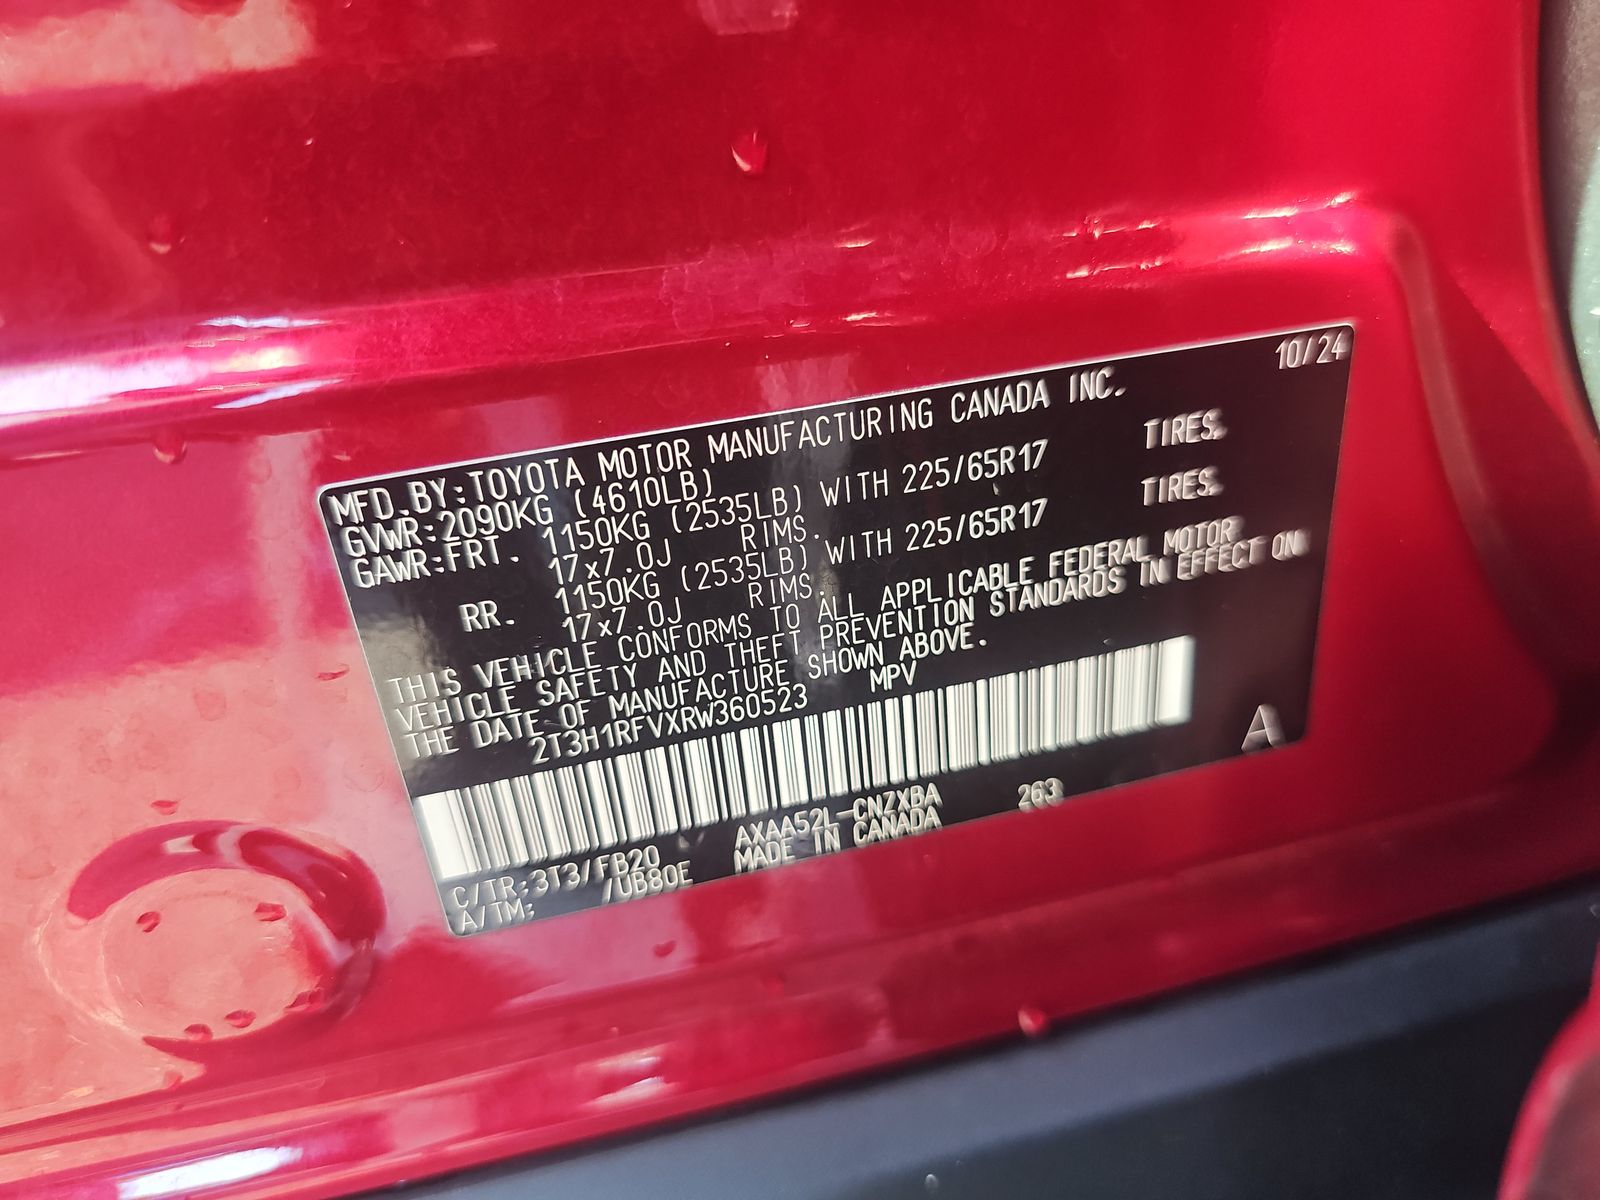 10/24
MFD.BY:TOYOTA MOTOR MANUFACTURING CANADA INC.
GVWR:2090KG (4610LB)
GAWR:FRT. 1150KG (2535LB) WITH 225/65R17 TIRES.
17x7.0J RIMS.
RR. 1150KG (2535LB) WITH 225/65R17 TIRES.
17x7.0J RIMS.
THIS VEHICLE CONFORMS TO ALL APPLICABLE FEDERAL MOTOR
VEHICLE SAFETY AND THEFT PREVENTION STANDARDS IN EFFECT ON
THE DATE OF MANUFACTURE SHOWN ABOVE.
2T3H1RFVXRW360523 MPV
A
C/TR:3T3/FB20 AXAA52L-CNZXBA 263
A/TM: /UB80E MADE IN CANADA